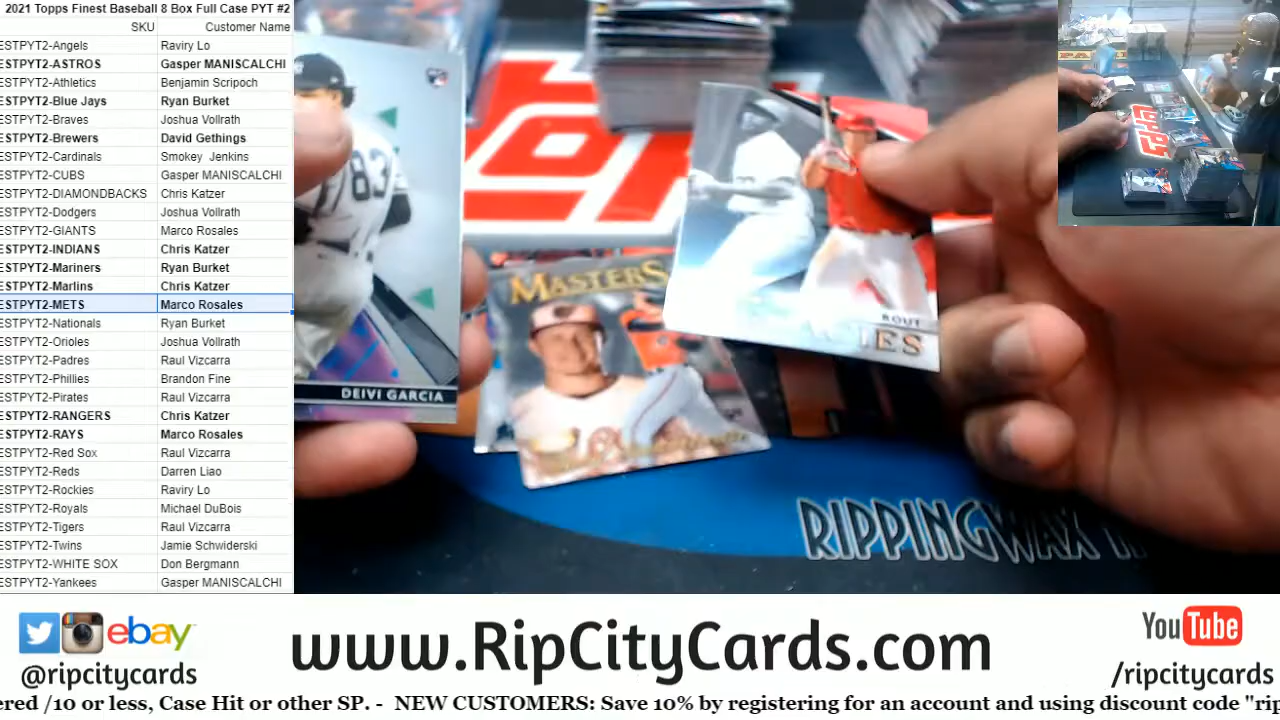 2021 Topps Finest Baseball 8 Box Full Case PYT #2
SKU Customer Name
ESTPYT2-Angels Raviry Lo
ESTPYT2-ASTROS Gasper MANISCALCHI
ESTPYT2-Athletics Benjamin Scripoch
ESTPYT2-Blue Jays Ryan Burket
ESTPYT2-Braves Joshua Vollrath
ESTPYT2-Brewers David Gethings
ESTPYT2-Cardinals Smokey Jenkins
ESTPYT2-CUBS Gasper MANISCALCHI
ESTPYT2-DIAMONDBACKS Chris Katzer
ESTPYT2-Dodgers Joshua Vollrath
ESTPYT2-GIANTS Marco Rosales
ESTPYT2-INDIANS Chris Katzer
ESTPYT2-Mariners Ryan Burket
ESTPYT2-Marlins Chris Katzer
ESTPYT2-METS Marco Rosales
ESTPYT2-Nationals Ryan Burket
ESTPYT2-Orioles Joshua Vollrath
ESTPYT2-Padres Raul Vizcarra
ESTPYT2-Phillies Brandon Fine
ESTPYT2-Pirates Raul Vizcarra
ESTPYT2-RANGERS Chris Katzer
ESTPYT2-RAYS Marco Rosales
ESTPYT2-Red Sox Raul Vizcarra
ESTPYT2-Reds Darren Liao
ESTPYT2-Rockies Raviry Lo
ESTPYT2-Royals Michael DuBois
ESTPYT2-Tigers Raul Vizcarra
ESTPYT2-Twins Jamie Schwiderski
ESTPYT2-WHITE SOX Don Bergmann
ESTPYT2-Yankees Gasper MANISCALCHI
83
DEIVI GARCIA
MASTERS
ROUT
IES
RIPPINGWAX
TOPPS
ebay
@ripcitycards
www.RipCityCards.com
YouTube
/ripcitycards
ered /10 or less, Case Hit or other SP. - NEW CUSTOMERS: Save 10% by registering for an account and using discount code "rip